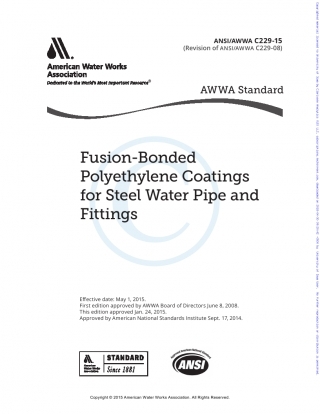 ANSI/AWWA C229-15
(Revision of ANSI/AWWA C229-08)
American Water Works
Association
Dedicated to the World's Most Important Resource®
AWWA Standard
©
Fusion-Bonded
Polyethylene Coatings
for Steel Water Pipe and
Fittings
Effective date: May 1, 2015.
First edition approved by AWWA Board of Directors June 8, 2008.
This edition approved Jan. 24, 2015.
Approved by American National Standards Institute Sept. 17, 2014.
American Water Works
Association
STANDARD
Since 1881
ANSI
Copyright © 2015 American Water Works Association. All Rights Reserved.